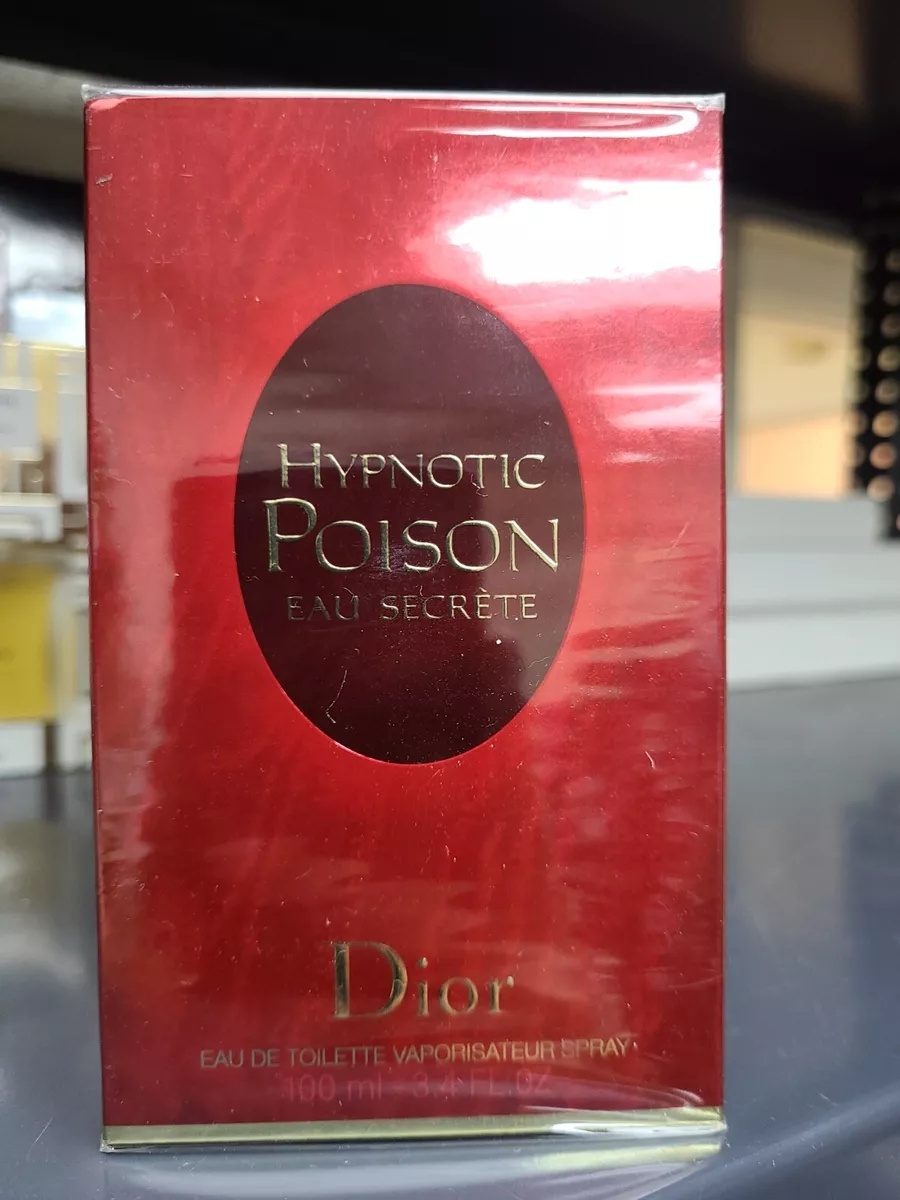 HYPNOTIC
POISON
EAU SECRÈTE
Dior
EAU DE TOILETTE VAPORISATEUR SPRAY
100 ml - 3.4 FL.OZ